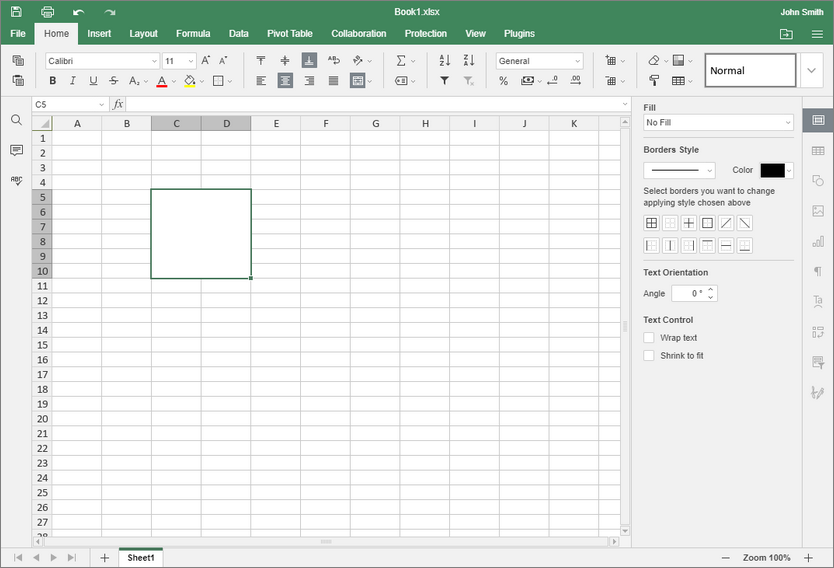 Book1.xlsx
John Smith
File Home Insert Layout Formula Data Pivot Table Collaboration Protection View Plugins
Calibri 11 General Normal
B I U S A A %
C5 fx
A B C D E F G H I J K
1
2
3
4
5
6
7
8
9
10
11
12
13
14
15
16
17
18
19
20
21
22
23
24
25
26
27
28
Fill
No Fill
Borders Style
Color
Select borders you want to change
applying style chosen above
Text Orientation
Angle 0 °
Text Control
Wrap text
Shrink to fit
Sheet1
Zoom 100%